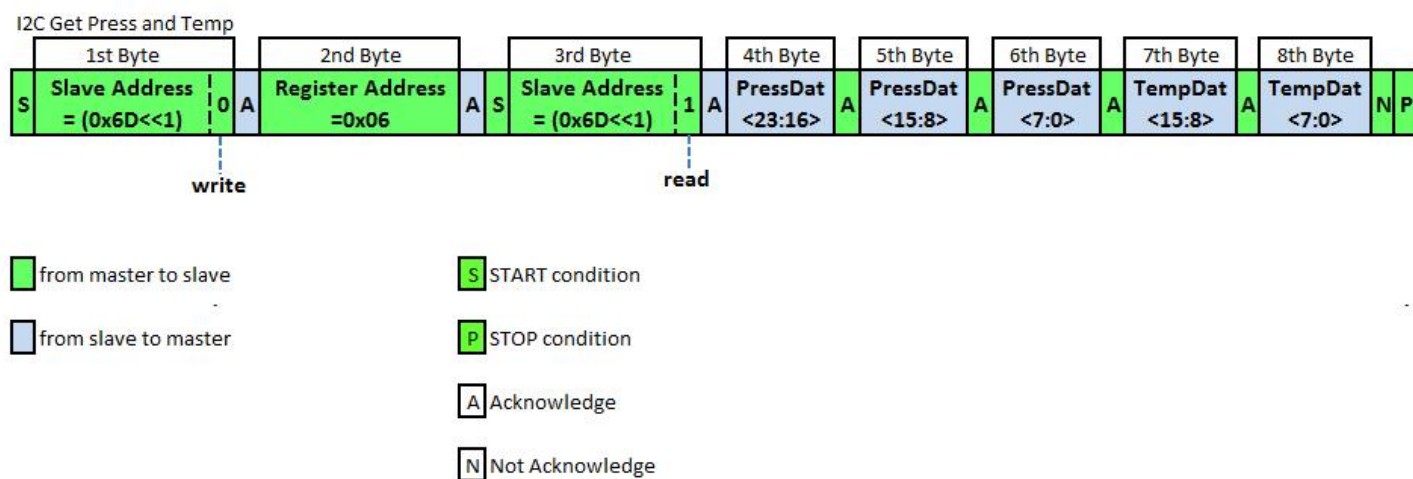 I2C Get Press and Temp
1st Byte 2nd Byte 3rd Byte 4th Byte 5th Byte 6th Byte 7th Byte 8th Byte
S Slave Address 0 A Register Address A S Slave Address 1 A PressDat A PressDat A PressDat A TempDat A TempDat N P
= (0x6D<<1) =0x06 = (0x6D<<1) <23:16> <15:8> <7:0> <15:8> <7:0>
write read
from master to slave S START condition
from slave to master P STOP condition
A Acknowledge
N Not Acknowledge